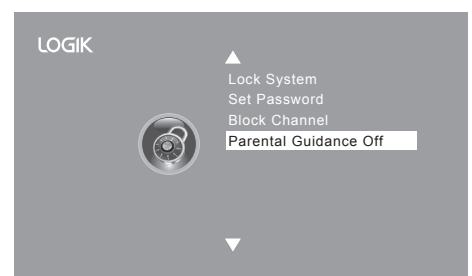 LOGIK
Lock System
Set Password
Block Channel
Parental Guidance Off